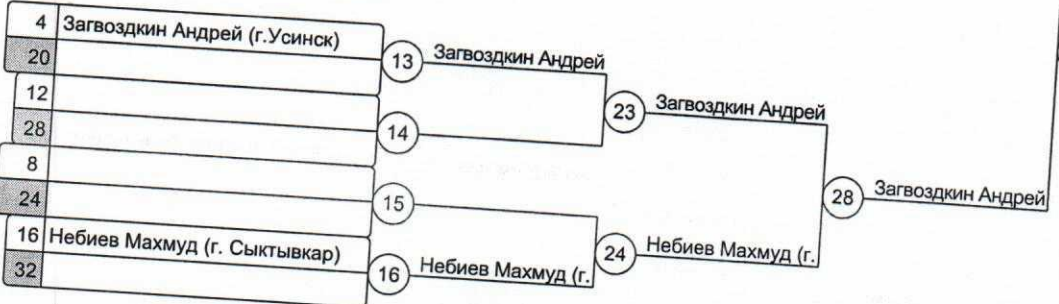 4 Загвоздкин Андрей (г.Усинск)
20
13 Загвоздкин Андрей
12
28
14
23 Загвоздкин Андрей
8
24
15
28 Загвоздкин Андрей
16 Небиев Махмуд (г. Сыктывкар)
32
16 Небиев Махмуд (г.
24 Небиев Махмуд (г.